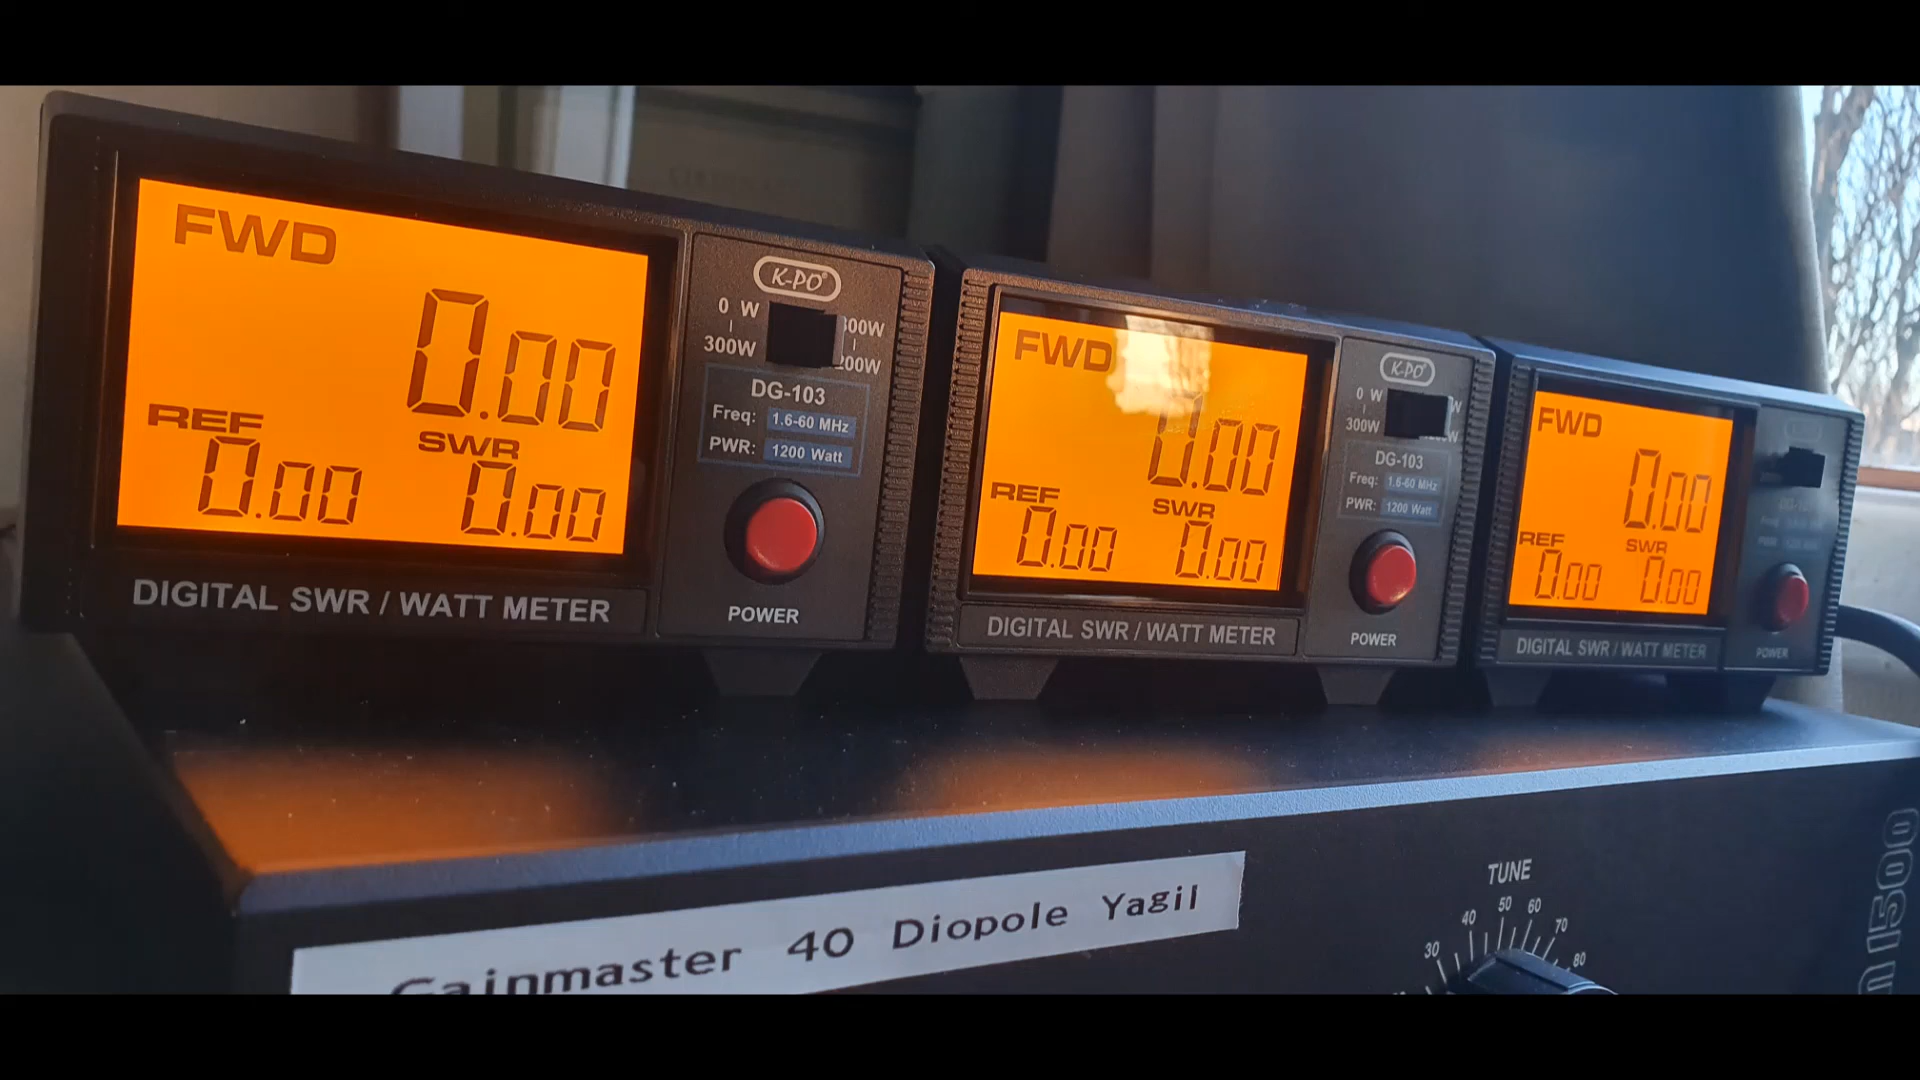 FWD
0.00
REF
SWR
0.00 0.00
DIGITAL SWR / WATT METER
K-PO
0 W
300W
300W
DG-103
Freq: 1.6-60 MHz
PWR: 1200 Watt
POWER
FWD
0.00
REF
SWR
0.00 0.00
DIGITAL SWR / WATT METER
K-PO
0 W
300W
DG-103
Freq: 1.6-60 MHz
PWR: 1200 Watt
POWER
FWD
0.00
REF
SWR
0.00 0.00
DIGITAL SWR / WATT METER
POWER
Gainmaster 40 Diopole Yagil
TUNE
30 40 50 60 70 80
1500